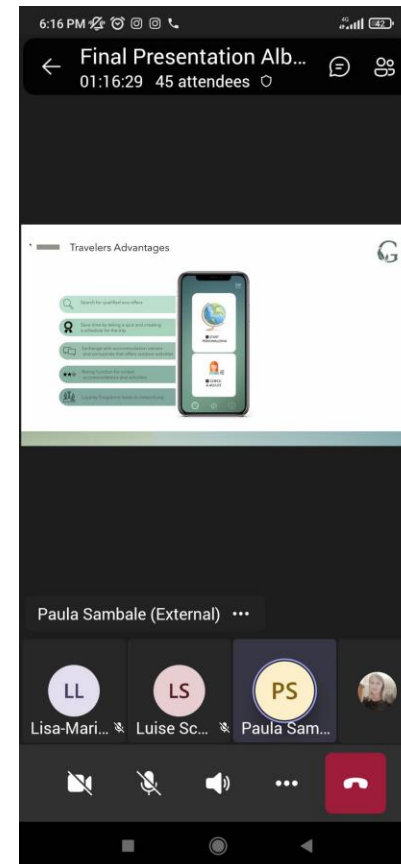 6:16 PM
4G
42
Final Presentation Alb...
01:16:29 45 attendees
Travelers Advantages
Search for qualified eco offers
Save time by taking a quiz and creating
a schedule for the trip
Exchange with accommodation owners
and companies that offers outdoor activities
Rating function for visited
accommodations and activities
START
PERSONALIZING
G
Paula Sambale (External) •••
LL
LS
PS
Lisa-Mari...
Luise Sc...
Paula Sam...